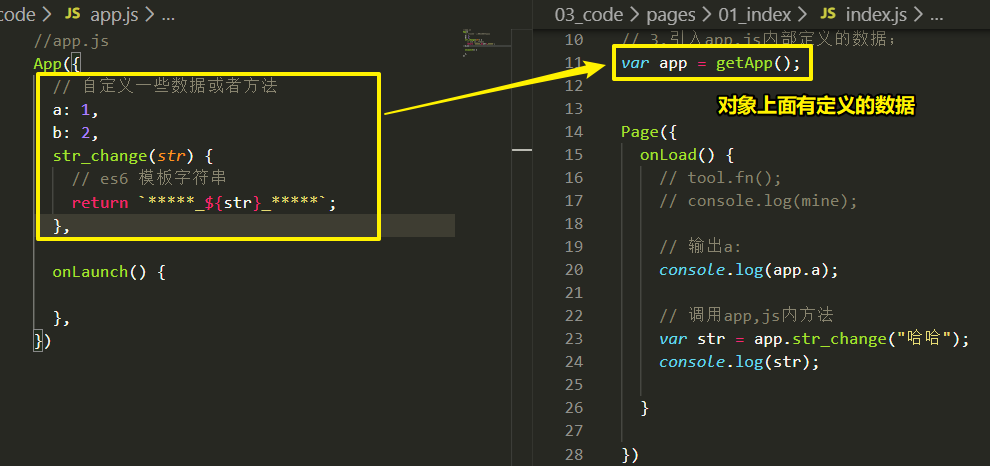 code > JS app.js > ...
//app.js
App({
// 自定义一些数据或者方法
a: 1,
b: 2,
str_change(str) {
// es6 模板字符串
return `*****_${str}_*****`;
},
onLaunch() {
},
})
03_code > pages > 01_index > JS index.js > ...
10 // 3.引入app.js内部定义的数据;
11 var app = getApp();
12
对象上面有定义的数据
13
14 Page({
15 onLoad() {
16 // tool.fn();
17 // console.log(mine);
18
19 // 输出a:
20 console.log(app.a);
21
22 // 调用app,js内方法
23 var str = app.str_change("哈哈");
24 console.log(str);
25
26 }
27
28 })